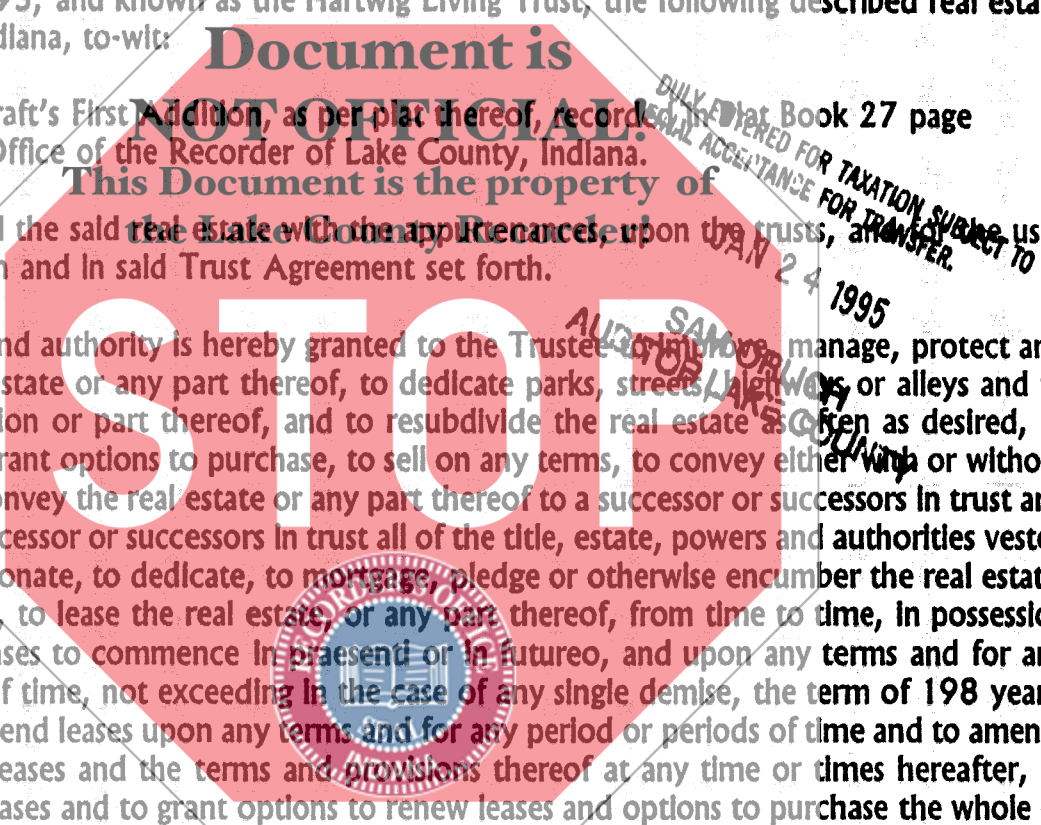 , and known as the Hartwig Living Trust, the following described real esta
diana, to-wit:
Document is
NOT OFFICIAL!
This Document is the property of
the Lake County Recorder!
raft's First Addition, as per plat thereof, recorded in Plat Book 27 page
Office of the Recorder of Lake County, Indiana.
the said real estate with the appurtenances, upon the trusts, and for the us
and in said Trust Agreement set forth.
DULY ENTERED FOR TAXATION SUBJECT TO
FINAL ACCEPTANCE FOR TRANSFER.
JAN 24 1995
SAM ORLICH
AUDITOR LAKE COUNTY
STOP
nd authority is hereby granted to the Trustee to improve, manage, protect an
state or any part thereof, to dedicate parks, streets, highways or alleys and
ion or part thereof, and to resubdivide the real estate as often as desired,
rant options to purchase, to sell on any terms, to convey either with or witho
onvey the real estate or any part thereof to a successor or successors in trust an
cessor or successors in trust all of the title, estate, powers and authorities veste
onate, to dedicate, to mortgage, pledge or otherwise encumber the real estat
, to lease the real estate, or any part thereof, from time to time, in possessio
ases to commence in praesenti or in futureo, and upon any terms and for an
f time, not exceeding in the case of any single demise, the term of 198 year
end leases upon any terms and for any period or periods of time and to amen
eases and the terms and provisions thereof at any time or times hereafter,
ases and to grant options to renew leases and options to purchase the whole
RECORDER'S OFFICE
SEAL